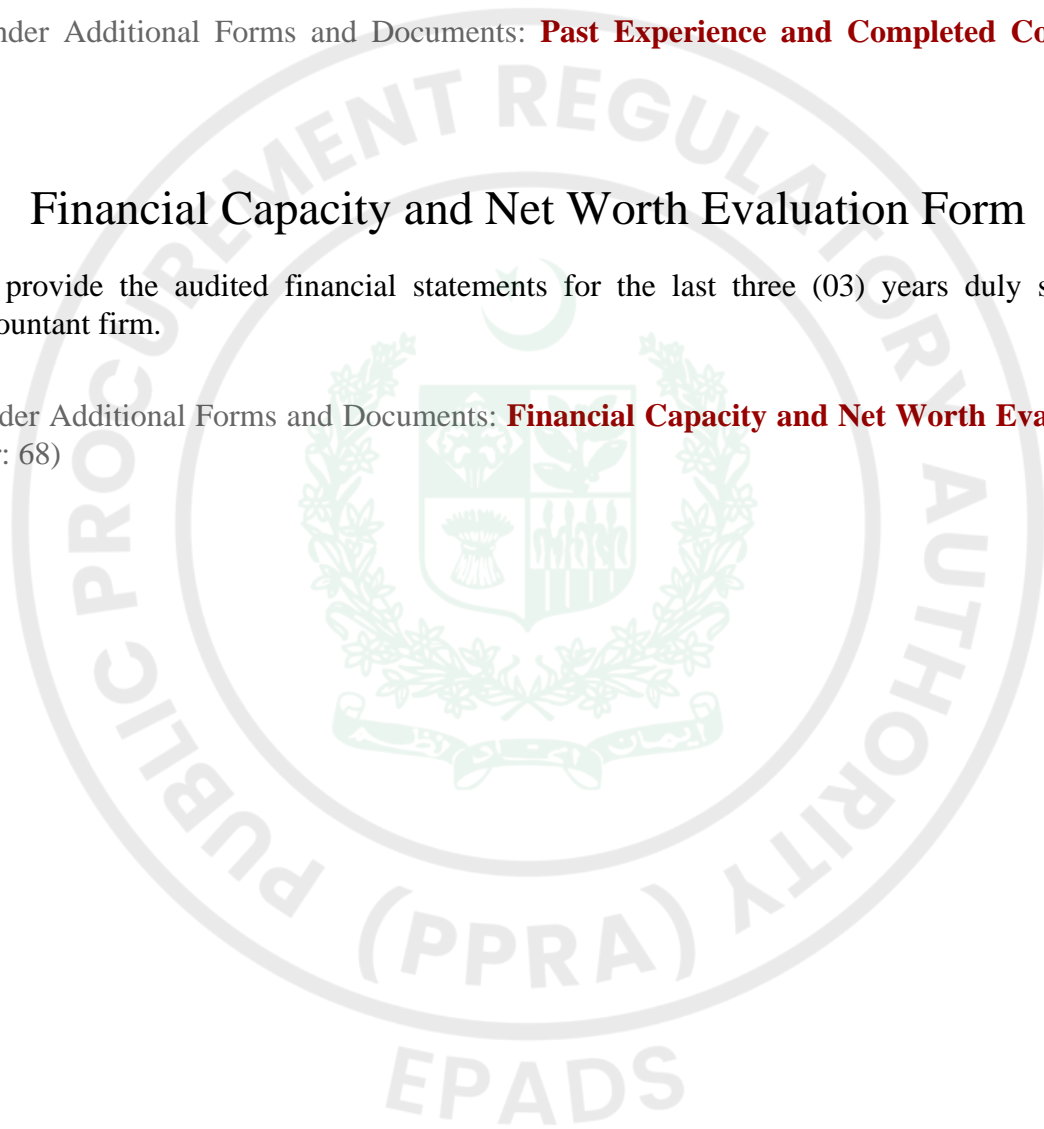 nder Additional Forms and Documents: Past Experience and Completed Co
Financial Capacity and Net Worth Evaluation Form
provide the audited financial statements for the last three (03) years duly s
ountant firm.
der Additional Forms and Documents: Financial Capacity and Net Worth Eva
: 68)
PUBLIC PROCUREMENT REGULATORY AUTHORITY
(PPRA)
EPADS